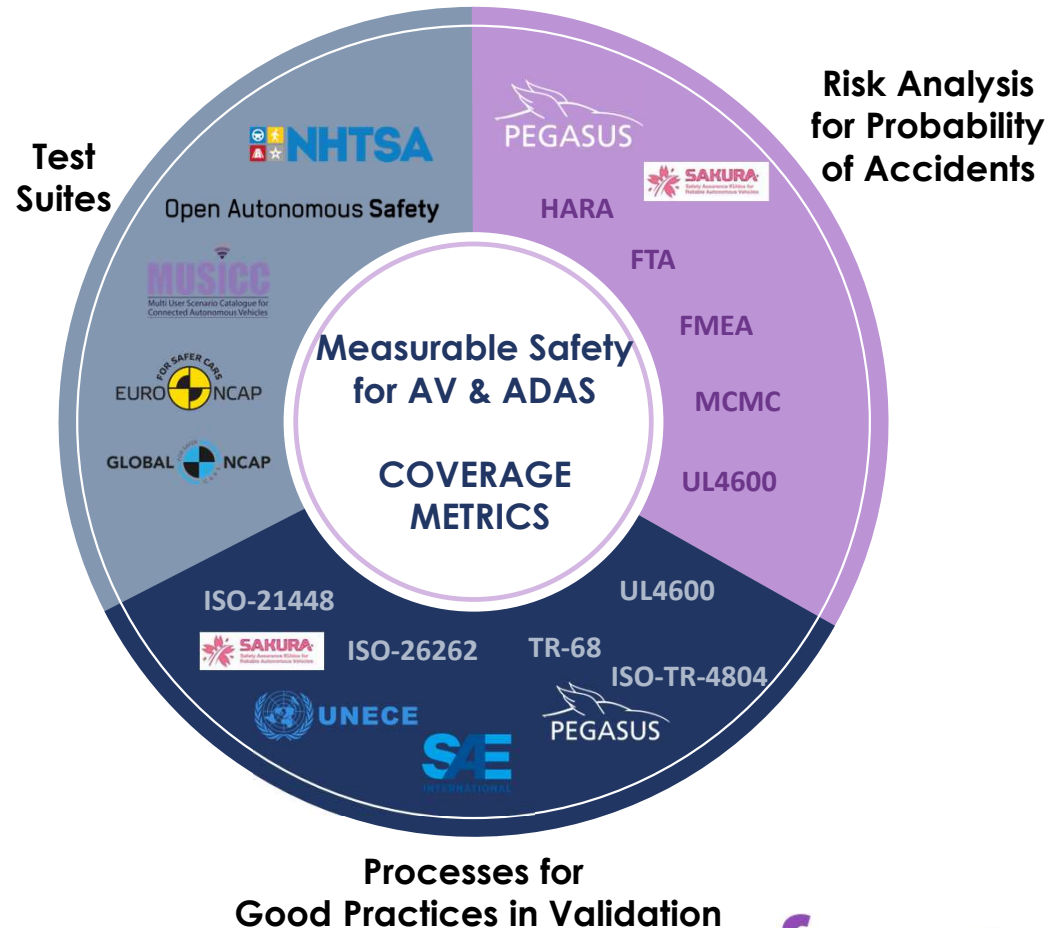 Test
Suites
NHTSA
Open Autonomous Safety
MUSICC
Multi User Scenario Catalogue for
Connected Autonomous Vehicles
FOR SAFER CARS
EURO NCAP
GLOBAL NCAP
PEGASUS
SAKURA
Risk Analysis
for Probability
of Accidents
HARA
FTA
FMEA
MCMC
UL4600
Measurable Safety
for AV & ADAS
COVERAGE
METRICS
ISO-21448
UL4600
SAKURA
ISO-26262
TR-68
ISO-TR-4804
UNECE
PEGASUS
SAE
INTERNATIONAL
Processes for
Good Practices in Validation